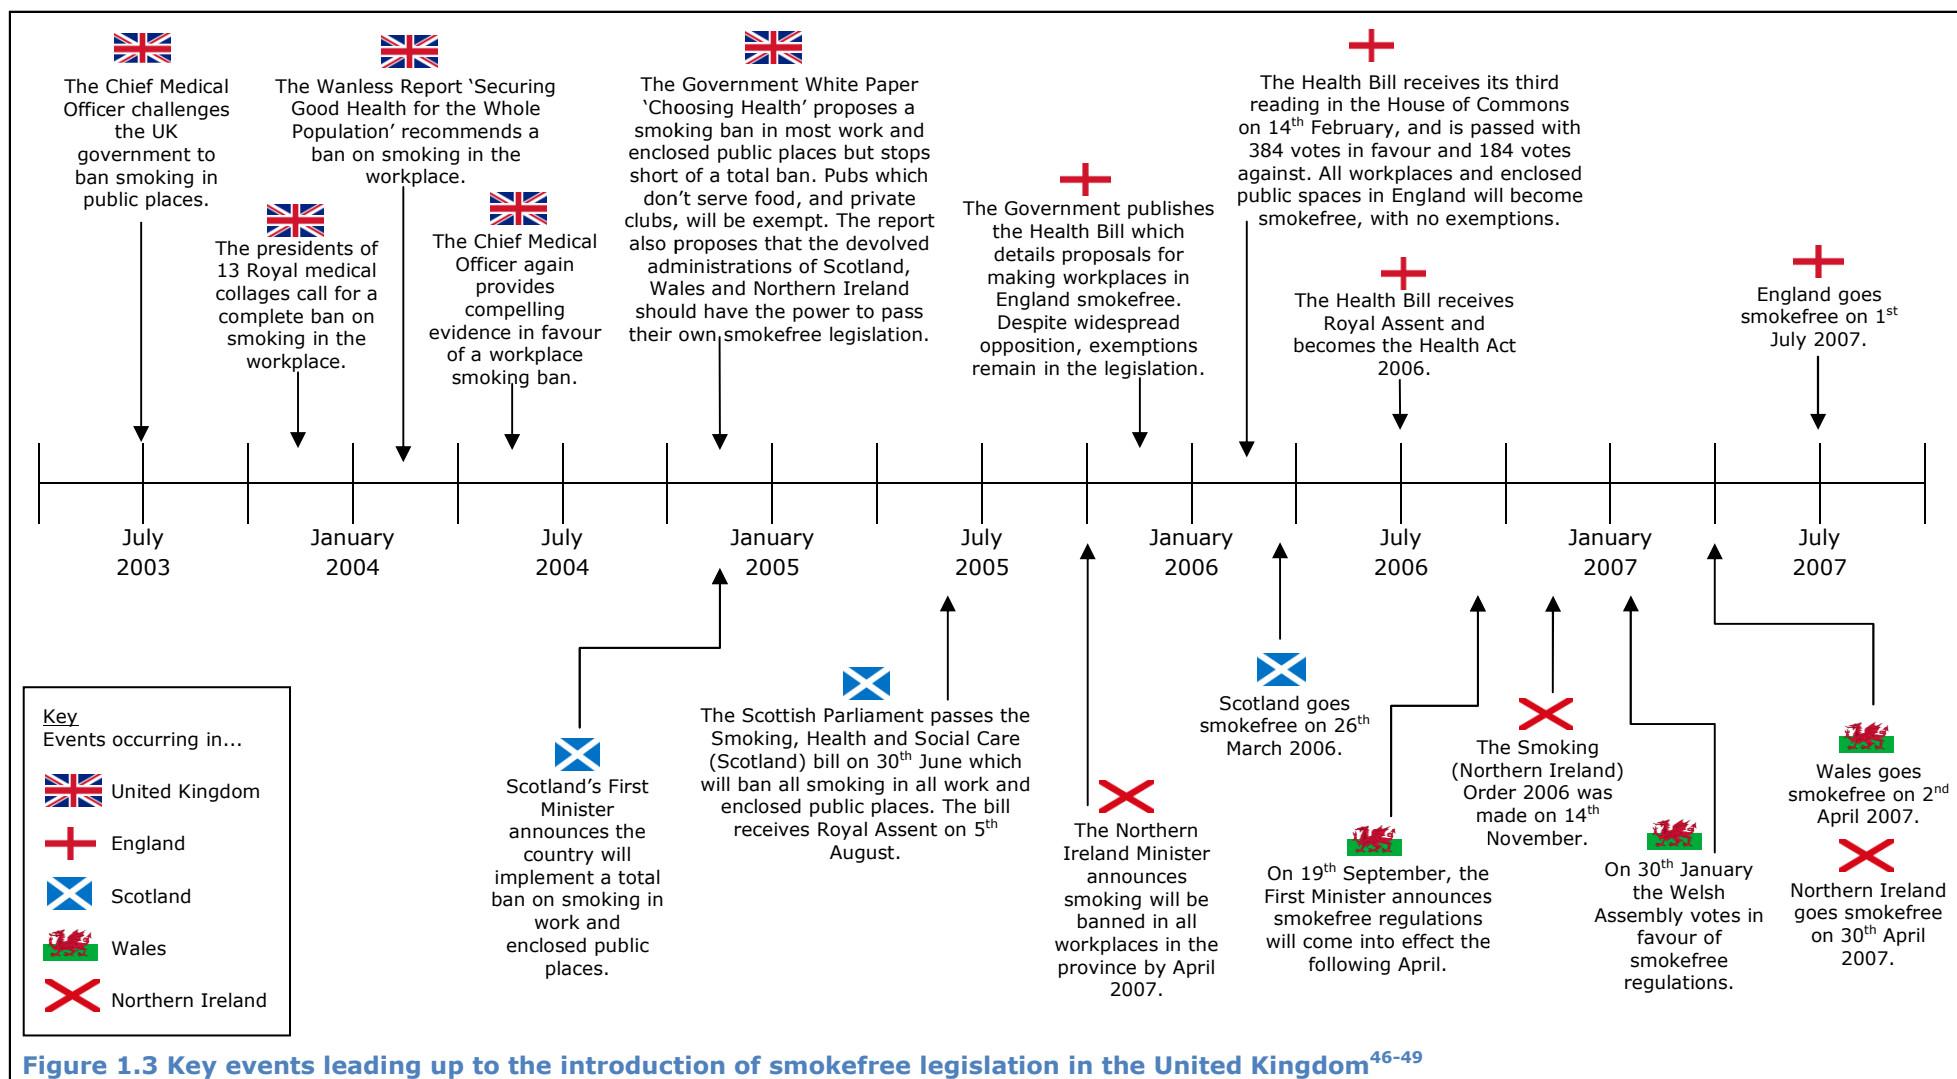 The Chief Medical
Officer challenges
the UK
government to
ban smoking in
public places.
The presidents of
13 Royal medical
collages call for a
complete ban on
smoking in the
workplace.
The Wanless Report ‘Securing
Good Health for the Whole
Population’ recommends a
ban on smoking in the
workplace.
The Chief Medical
Officer again
provides
compelling
evidence in favour
of a workplace
smoking ban.
The Government White Paper
‘Choosing Health’ proposes a
smoking ban in most work and
enclosed public places but stops
short of a total ban. Pubs which
don’t serve food, and private
clubs, will be exempt. The report
also proposes that the devolved
administrations of Scotland,
Wales and Northern Ireland
should have the power to pass
their own smokefree legislation.
The Government publishes
the Health Bill which
details proposals for
making workplaces in
England smokefree.
Despite widespread
opposition, exemptions
remain in the legislation.
The Health Bill receives its third
reading in the House of Commons
on 14th February, and is passed with
384 votes in favour and 184 votes
against. All workplaces and enclosed
public spaces in England will become
smokefree, with no exemptions.
The Health Bill receives
Royal Assent and
becomes the Health Act
2006.
England goes
smokefree on 1st
July 2007.
July
2003
January
2004
July
2004
January
2005
July
2005
January
2006
July
2006
January
2007
July
2007
Key
Events occurring in...
United Kingdom
England
Scotland
Wales
Northern Ireland
Scotland’s First
Minister
announces the
country will
implement a total
ban on smoking in
work and
enclosed public
places.
The Scottish Parliament passes the
Smoking, Health and Social Care
(Scotland) bill on 30th June which
will ban all smoking in all work and
enclosed public places. The bill
receives Royal Assent on 5th
August.
The Northern
Ireland Minister
announces
smoking will be
banned in all
workplaces in the
province by April
2007.
Scotland goes
smokefree on 26th
March 2006.
On 19th September, the
First Minister announces
smokefree regulations
will come into effect the
following April.
The Smoking
(Northern Ireland)
Order 2006 was
made on 14th
November.
On 30th January
the Welsh
Assembly votes in
favour of
smokefree
regulations.
Wales goes
smokefree on 2nd
April 2007.
Northern Ireland
goes smokefree
on 30th April
2007.
Figure 1.3 Key events leading up to the introduction of smokefree legislation in the United Kingdom46-49